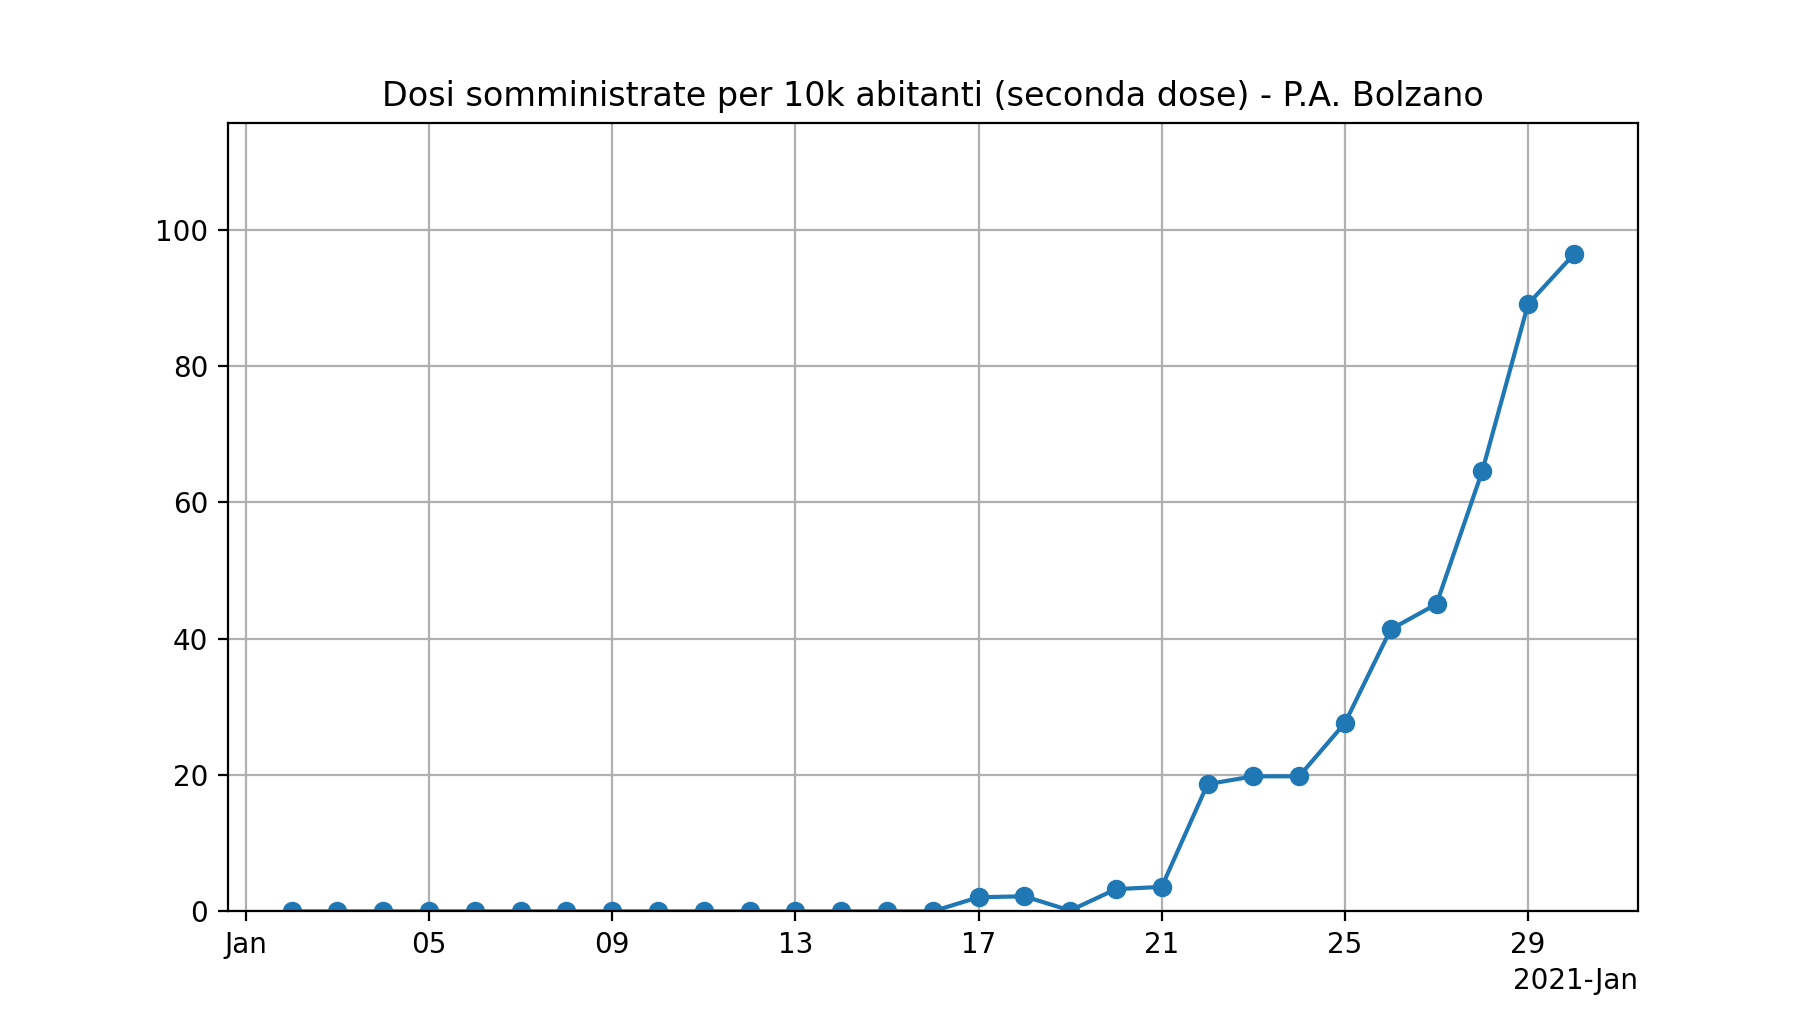 Dosi somministrate per 10k abitanti (seconda dose) - P.A. Bolzano
100
80
60
40
20
0
Jan 05 09 13 17 21 25 29
2021-Jan